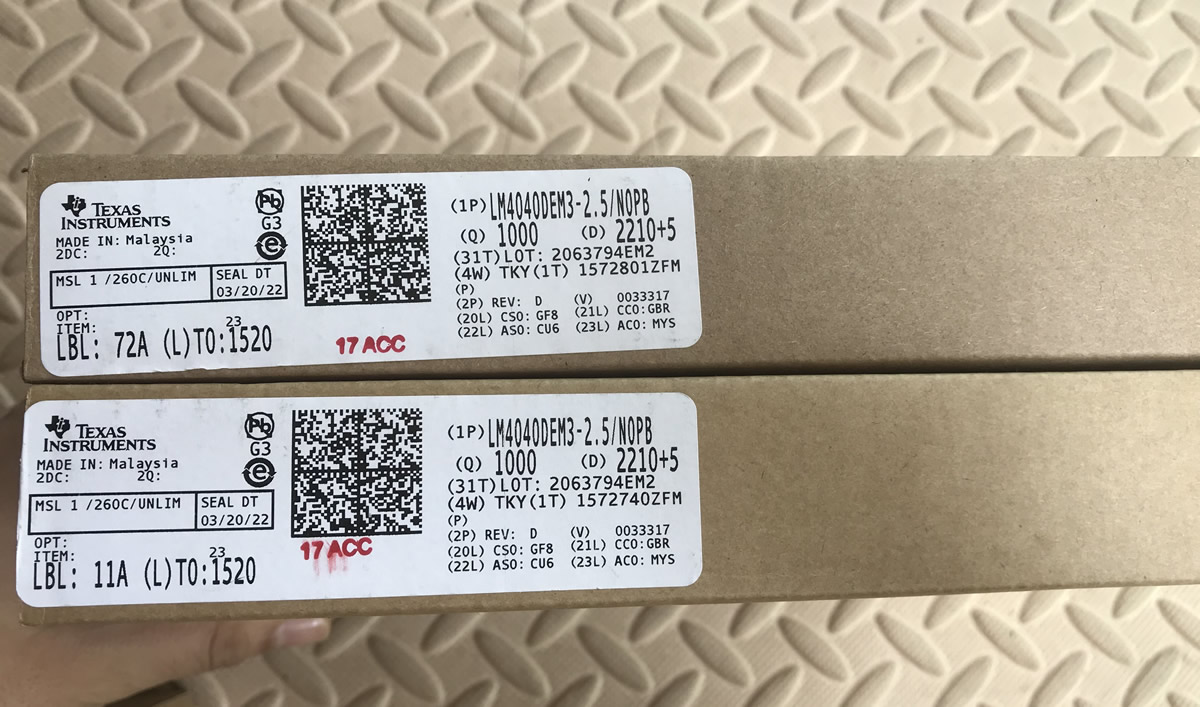 TEXAS
INSTRUMENTS
MADE IN: Malaysia
2DC: 2Q:
Pb
G3
e
MSL 1 /260C/UNLIM
SEAL DT
03/20/22
OPT:
ITEM: 23
LBL: 72A (L)TO:1520
17 ACC
(1P) LM4040DEM3-2.5/NOPB
(Q) 1000 (D) 2210+5
(31T)LOT: 2063794EM2
(4W) TKY(1T) 1572801ZFM
(P)
(2P) REV: D (V) 0033317
(20L) CSO: GF8 (21L) CCO:GBR
(22L) ASO: CU6 (23L) ACO: MYS
TEXAS
INSTRUMENTS
MADE IN: Malaysia
2DC: 2Q:
Pb
G3
e
MSL 1 /260C/UNLIM
SEAL DT
03/20/22
OPT:
ITEM: 23
LBL: 11A (L)TO:1520
17 ACC
(1P) LM4040DEM3-2.5/NOPB
(Q) 1000 (D) 2210+5
(31T)LOT: 2063794EM2
(4W) TKY(1T) 1572740ZFM
(P)
(2P) REV: D (V) 0033317
(20L) CSO: GF8 (21L) CCO:GBR
(22L) ASO: CU6 (23L) ACO: MYS